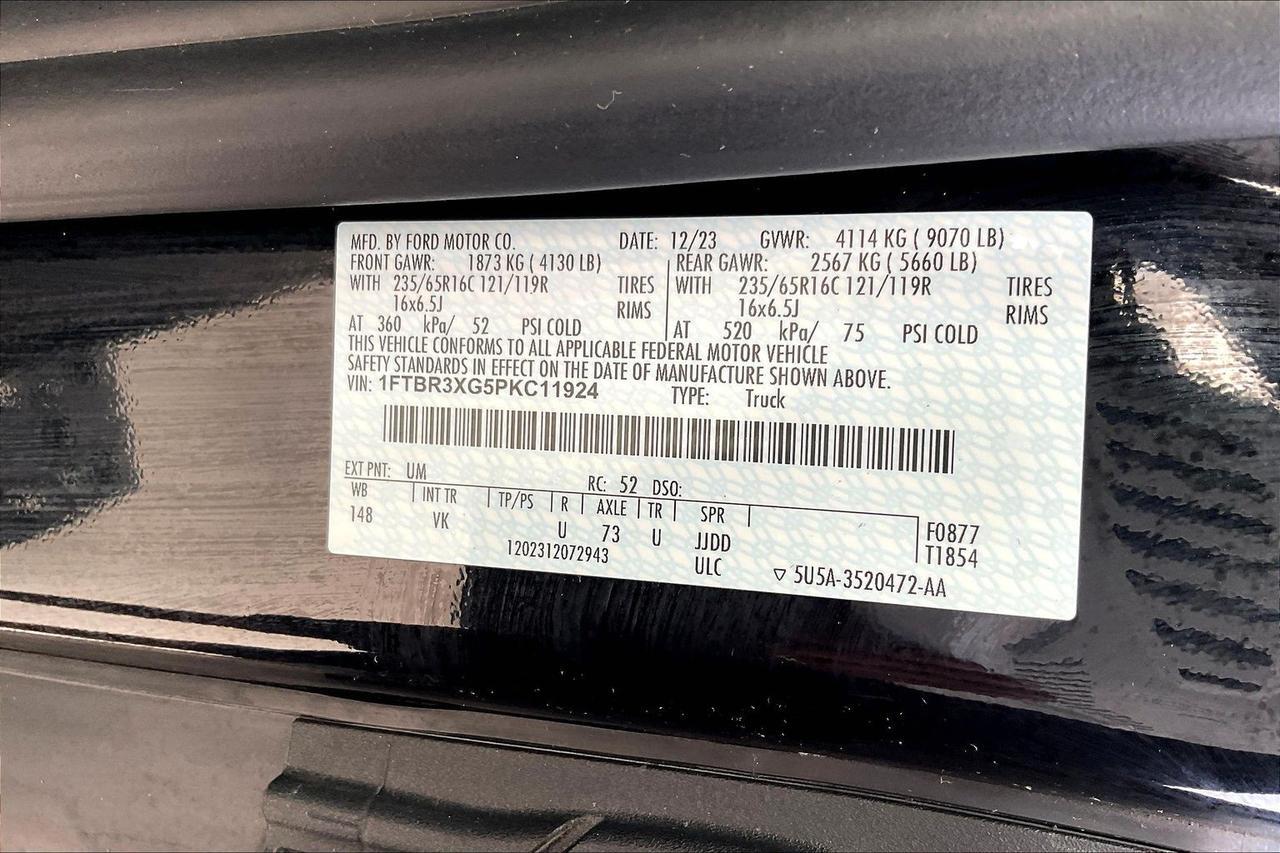 MFD. BY FORD MOTOR CO. DATE: 12/23 GVWR: 4114 KG ( 9070 LB)
FRONT GAWR: 1873 KG ( 4130 LB) REAR GAWR: 2567 KG ( 5660 LB)
WITH 235/65R16C 121/119R TIRES WITH 235/65R16C 121/119R TIRES
16x6.5J RIMS 16x6.5J RIMS
AT 360 kPa/ 52 PSI COLD AT 520 kPa/ 75 PSI COLD
THIS VEHICLE CONFORMS TO ALL APPLICABLE FEDERAL MOTOR VEHICLE
SAFETY STANDARDS IN EFFECT ON THE DATE OF MANUFACTURE SHOWN ABOVE.
VIN: 1FTBR3XG5PKC11924 TYPE: Truck
EXT PNT: UM RC: 52 DSO:
WB INT TR TP/PS R AXLE TR SPR
148 VK U 73 U JJDD F0877
1202312072943 ULC T1854
▽ 5U5A-3520472-AA